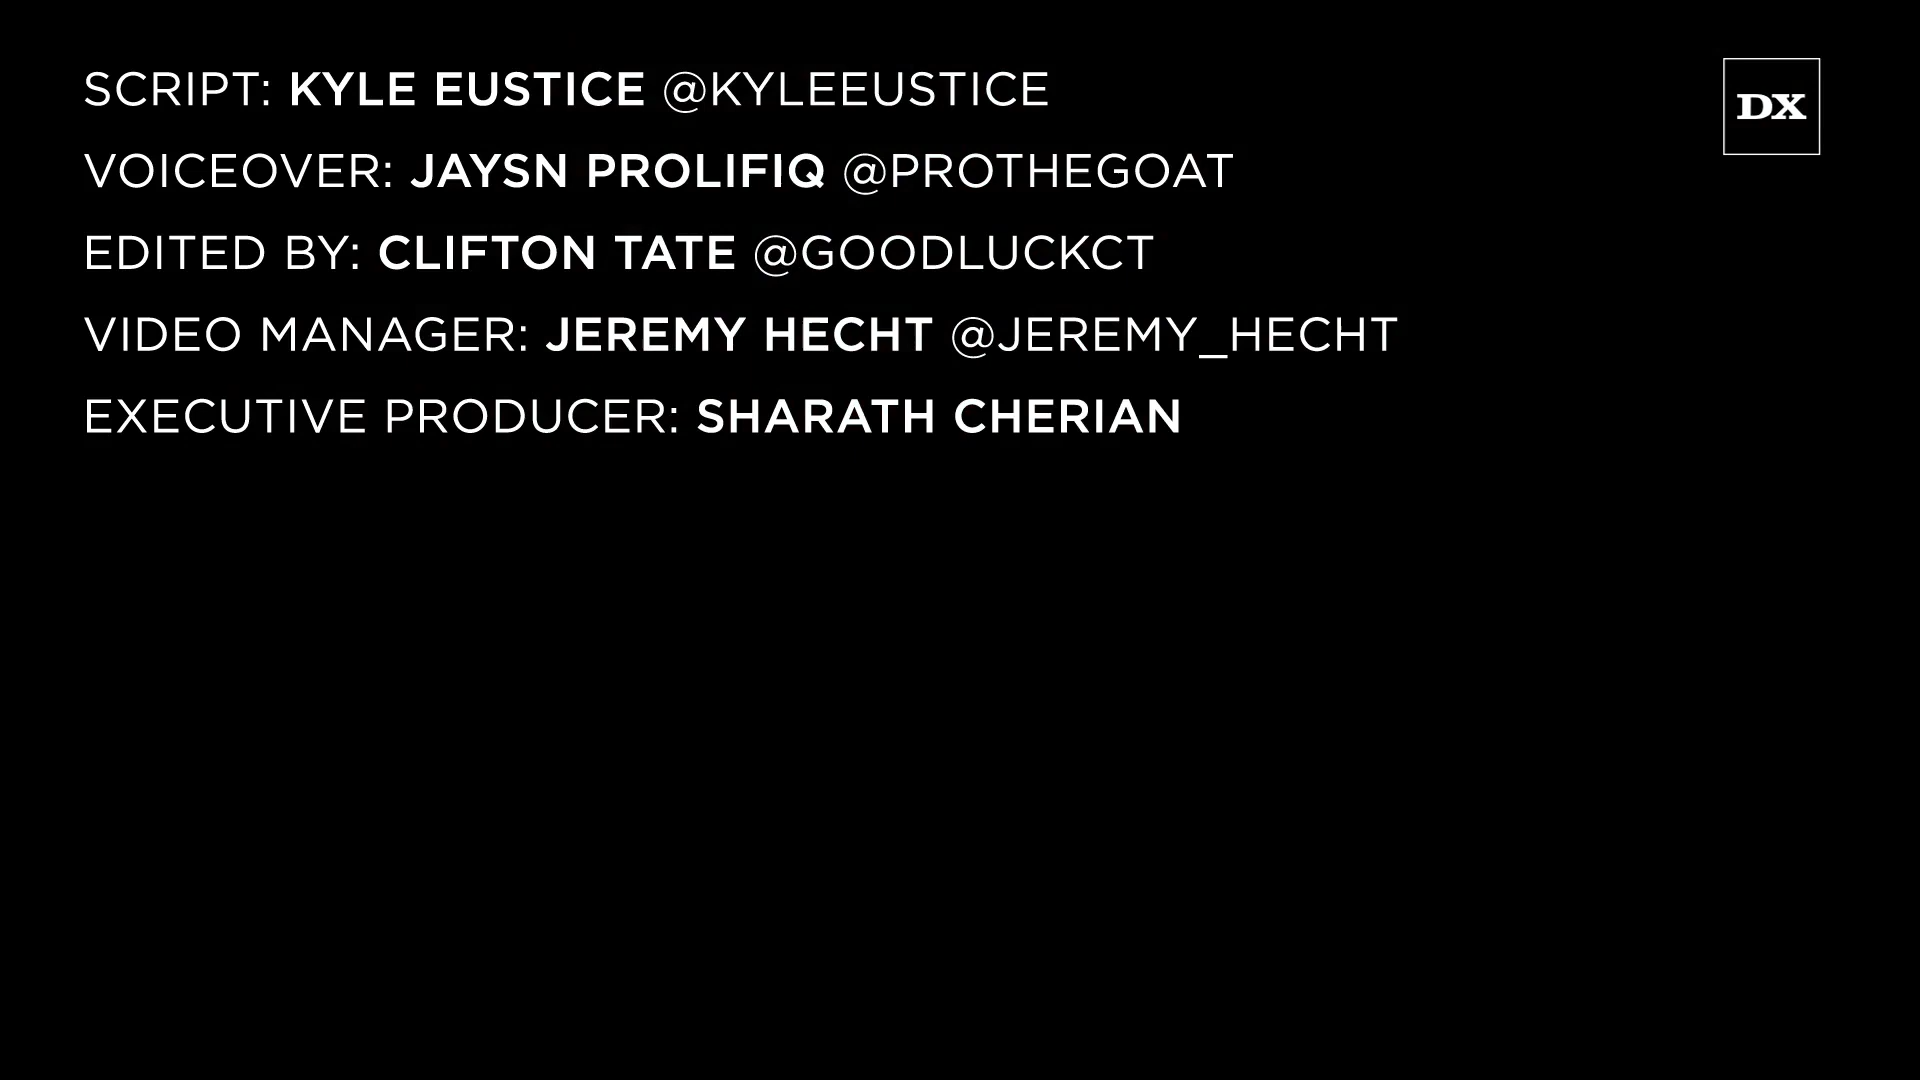 SCRIPT: KYLE EUSTICE @KYLEEUSTICE
DX
VOICEOVER: JAYSN PROLIFIQ @PROTHEGOAT
EDITED BY: CLIFTON TATE @GOODLUCKCT
VIDEO MANAGER: JEREMY HECHT @JEREMY_HECHT
EXECUTIVE PRODUCER: SHARATH CHERIAN